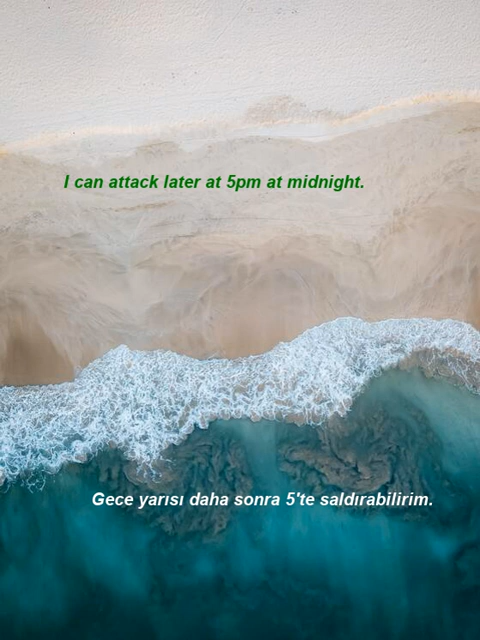 I can attack later at 5pm at midnight.
Gece yarısı daha sonra 5'te saldırabilirim.